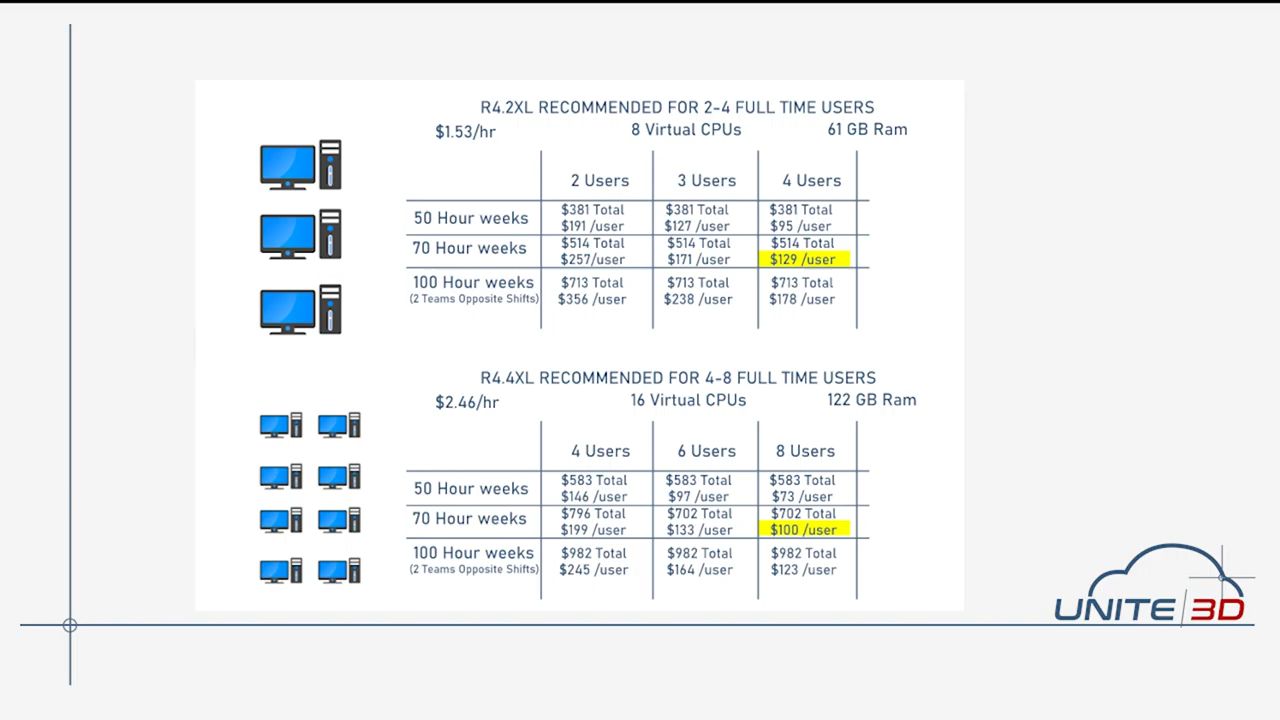 R4.2XL RECOMMENDED FOR 2-4 FULL TIME USERS
$1.53/hr 8 Virtual CPUs 61 GB Ram
2 Users 3 Users 4 Users
50 Hour weeks $381 Total $381 Total $381 Total
$191 /user $127 /user $95 /user
70 Hour weeks $514 Total $514 Total $514 Total
$257/user $171 /user $129 /user
100 Hour weeks $713 Total $713 Total $713 Total
(2 Teams Opposite Shifts) $356 /user $238 /user $178 /user
R4.4XL RECOMMENDED FOR 4-8 FULL TIME USERS
$2.46/hr 16 Virtual CPUs 122 GB Ram
4 Users 6 Users 8 Users
50 Hour weeks $583 Total $583 Total $583 Total
$146 /user $97 /user $73 /user
70 Hour weeks $796 Total $702 Total $702 Total
$199 /user $133 /user $100 /user
100 Hour weeks $982 Total $982 Total $982 Total
(2 Teams Opposite Shifts) $245 /user $164 /user $123 /user
UNITE 3D